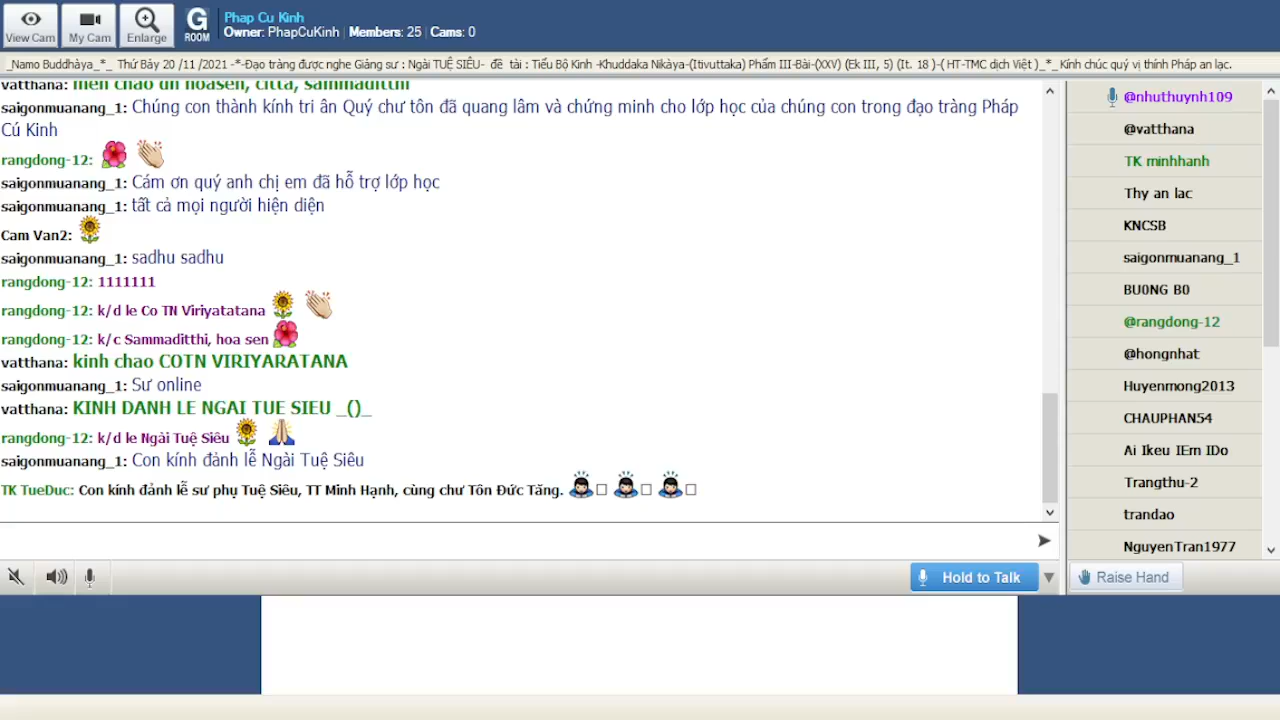 View Cam
My Cam
Enlarge
G
ROOM
Phap Cu Kinh
Owner: PhapCuKinh | Members: 25 | Cams: 0
_Namo Buddhàya_*_ Thứ Bảy 20 /11 /2021 -*-Đạo tràng được nghe Giảng sư : Ngài TUỆ SIÊU- đề tài : Tiểu Bộ Kinh -Khuddaka Nikàya-(Itivuttaka) Phẩm III-Bài-(XXV) (Ek III, 5) (It. 18 )-( HT-TMC dịch Việt )_*_ Kính chúc quý vị thính Pháp an lạc.
vatthana: men chao dh hoasen, citta, sammaditthi
saigonmuanang_1: Chúng con thành kính tri ân Quý chư tôn đã quang lâm và chứng minh cho lớp học của chúng con trong đạo tràng Pháp
Cú Kinh
rangdong-12:
saigonmuanang_1: Cám ơn quý anh chị em đã hỗ trợ lớp học
saigonmuanang_1: tất cả mọi người hiện diện
Cam Van2:
saigonmuanang_1: sadhu sadhu
rangdong-12: 1111111
rangdong-12: k/d le Co TN Viriyatatana
rangdong-12: k/c Sammaditthi, hoa sen
vatthana: kinh chao COTN VIRIYARATANA
saigonmuanang_1: Sư online
vatthana: KINH DANH LE NGAI TUE SIEU _()_
rangdong-12: k/d le Ngài Tuệ Siêu
saigonmuanang_1: Con kính đảnh lễ Ngài Tuệ Siêu
TK TueDuc: Con kính đảnh lễ sư phụ Tuệ Siêu, TT Minh Hạnh, cùng chư Tôn Đức Tăng.
@nhuthuynh109
@vatthana
TK minhhanh
Thy an lac
KNCSB
saigonmuanang_1
BU0NG B0
@rangdong-12
@hongnhat
Huyenmong2013
CHAUPHAN54
Ai Ikeu IEm IDo
Trangthu-2
trandao
NguyenTran1977
Hold to Talk
Raise Hand